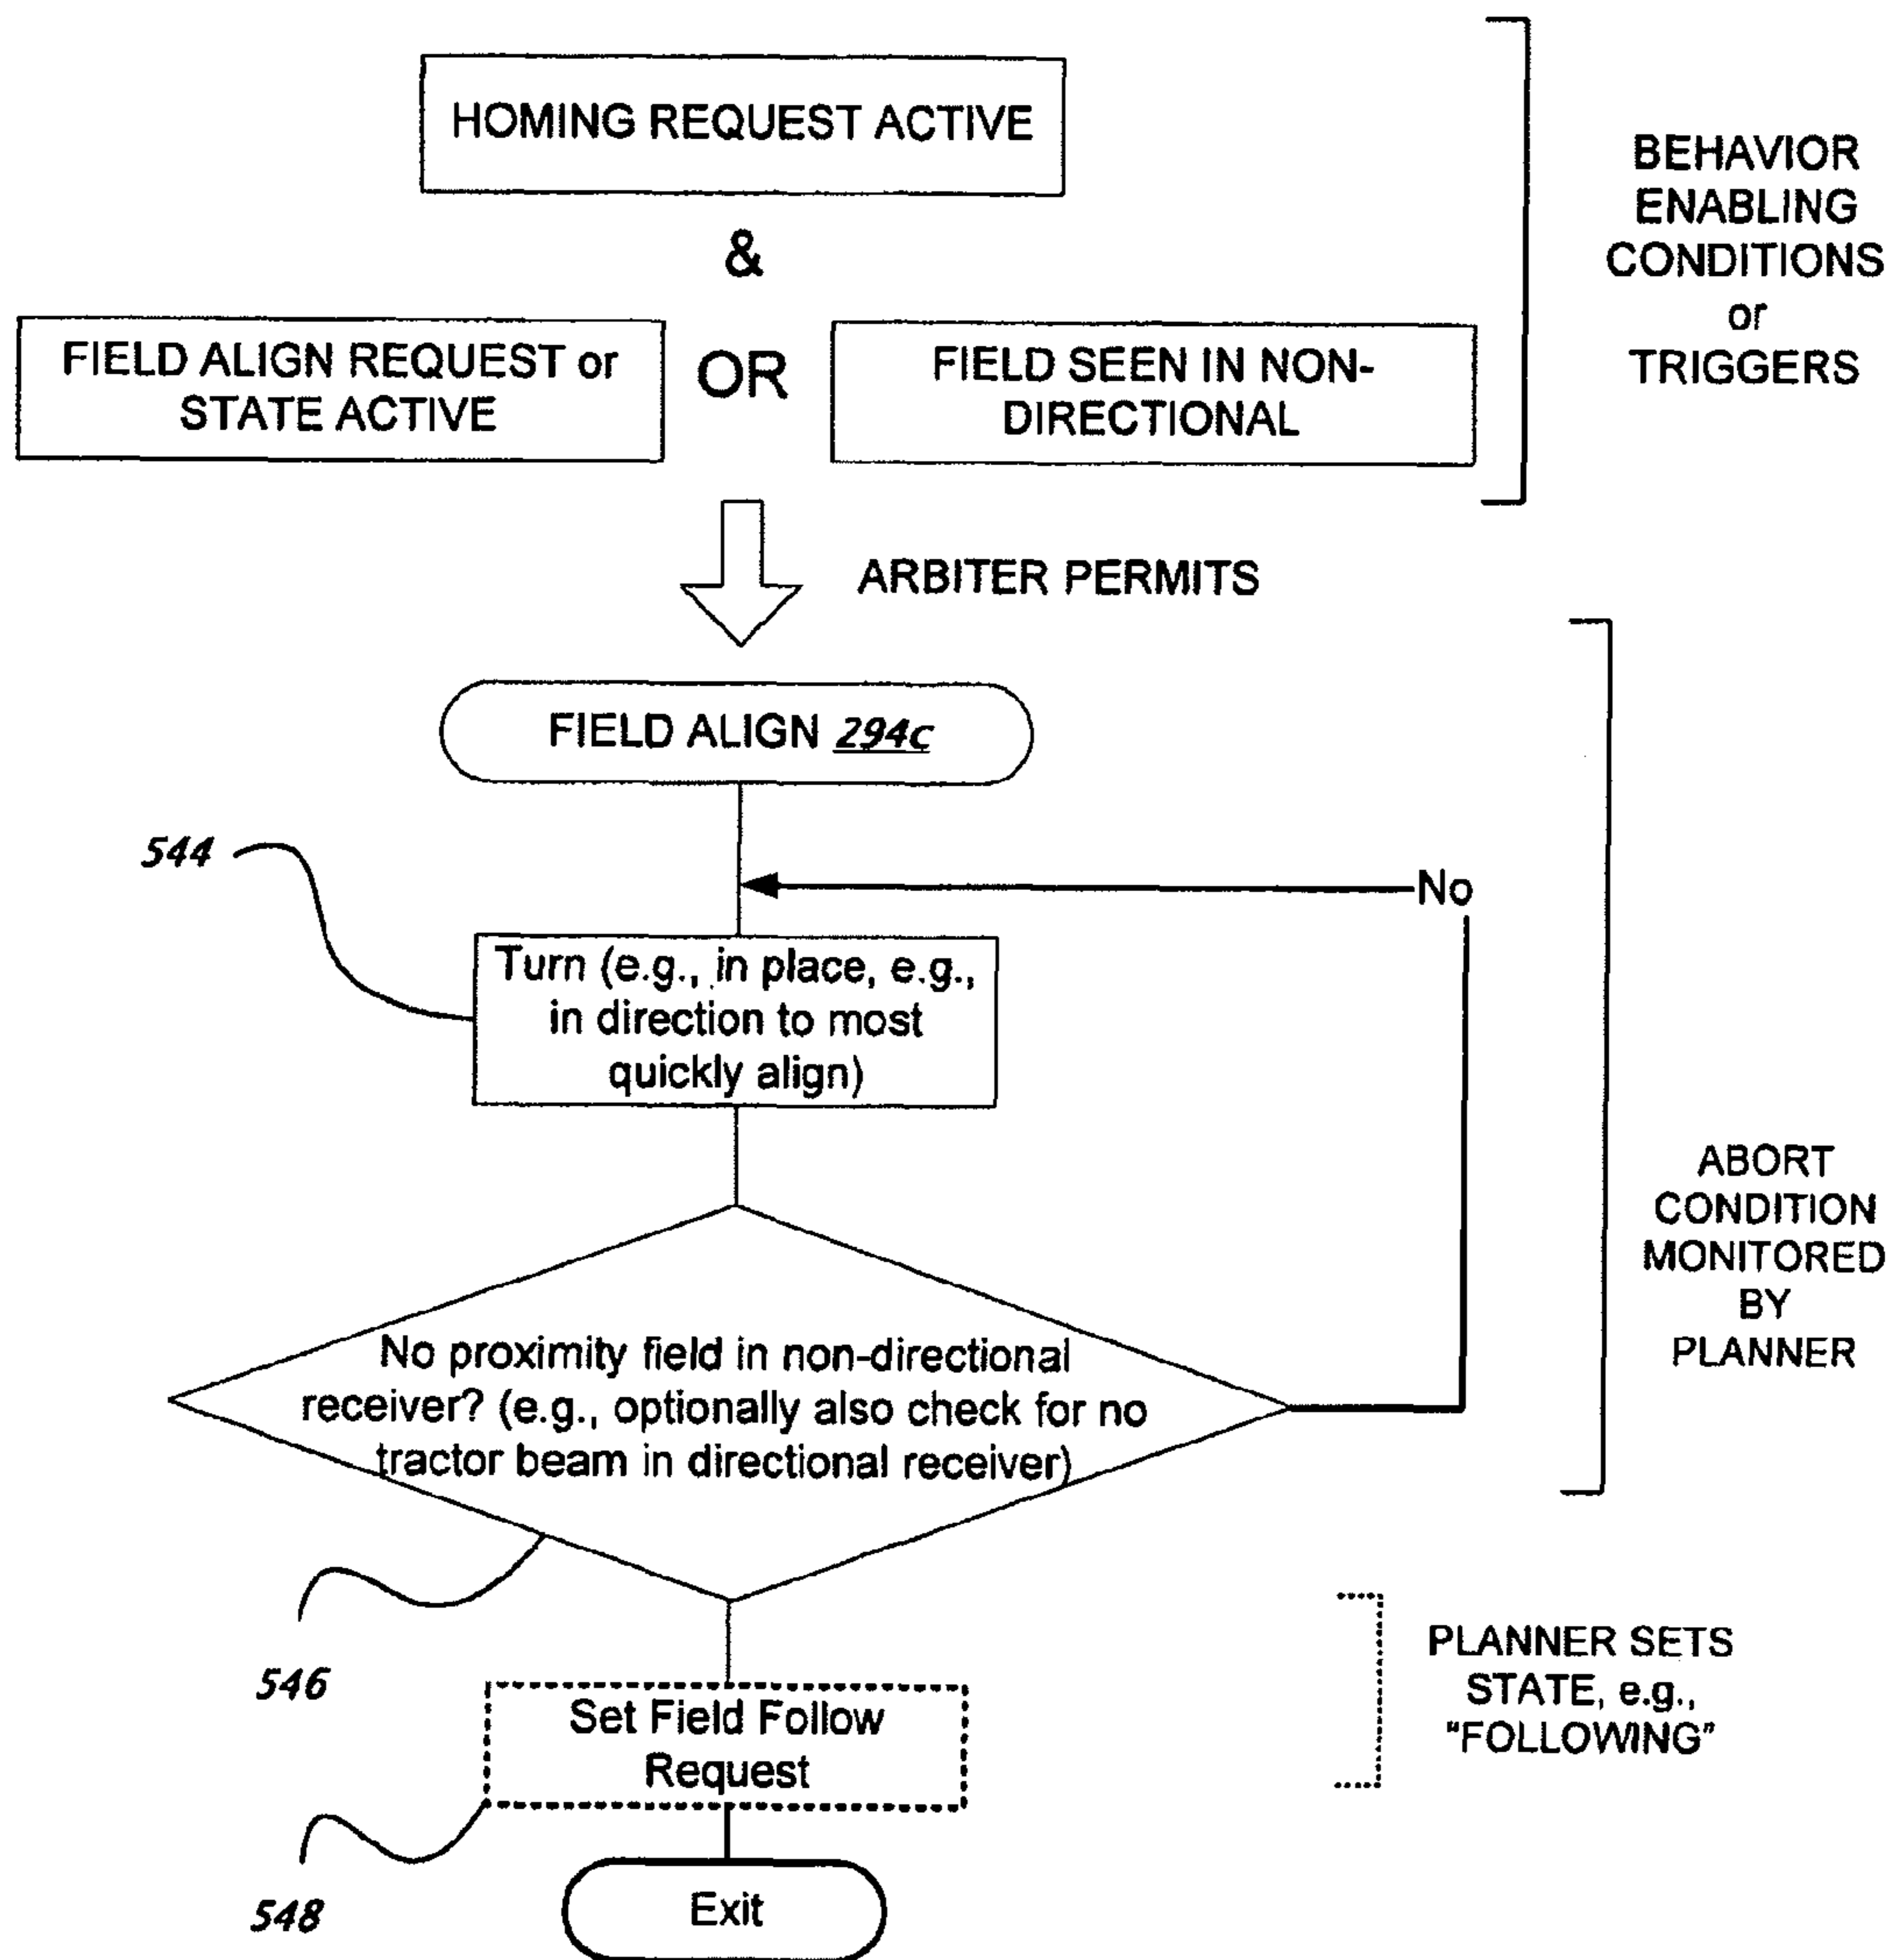 HOMING REQUEST ACTIVE
&
FIELD ALIGN REQUEST or
STATE ACTIVE
OR
FIELD SEEN IN NON-
DIRECTIONAL
BEHAVIOR
ENABLING
CONDITIONS
or
TRIGGERS
ARBITER PERMITS
FIELD ALIGN 294c
544
No
Turn (e.g., in place, e.g.,
in direction to most
quickly align)
No proximity field in non-directional
receiver? (e.g., optionally also check for no
tractor beam in directional receiver)
ABORT
CONDITION
MONITORED
BY
PLANNER
546
Set Field Follow
Request
PLANNER SETS
STATE, e.g.,
"FOLLOWING"
548
Exit